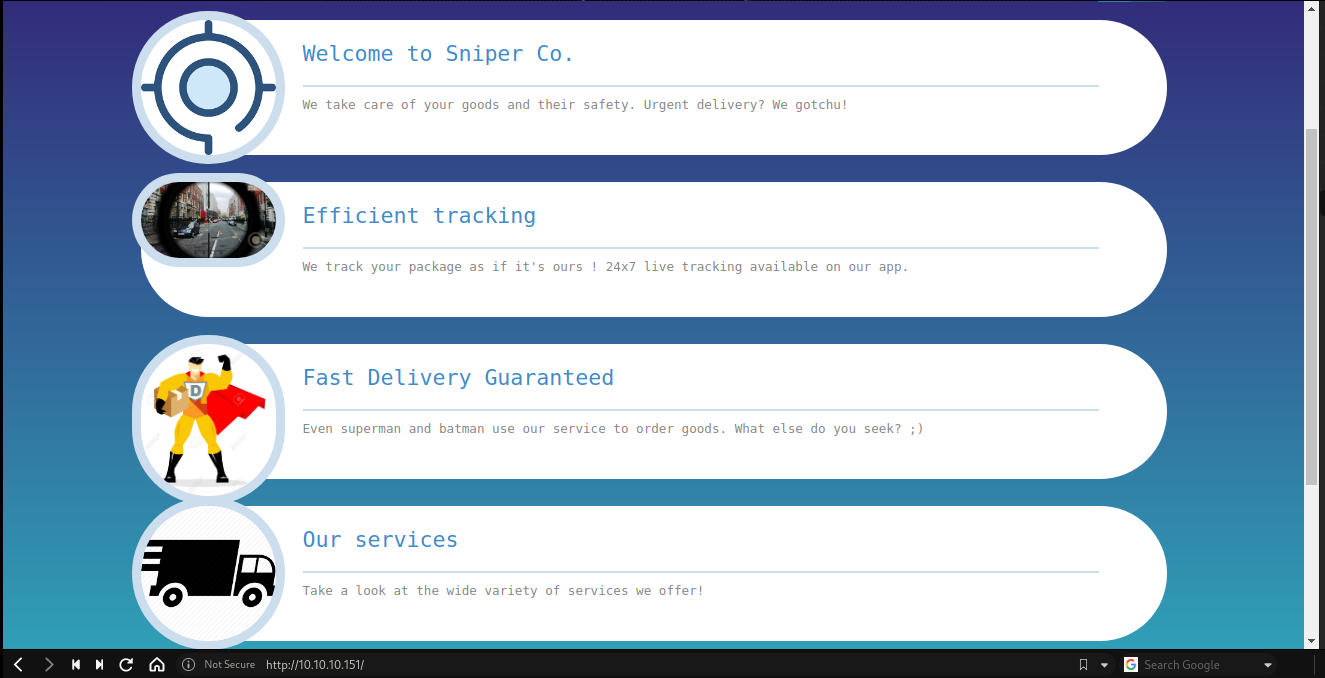 Welcome to Sniper Co.
We take care of your goods and their safety. Urgent delivery? We gotchu!
Efficient tracking
We track your package as if it's ours ! 24x7 live tracking available on our app.
D
Fast Delivery Guaranteed
Even superman and batman use our service to order goods. What else do you seek? ;)
Our services
Take a look at the wide variety of services we offer!
Not Secure http://10.10.10.151/ G Search Google